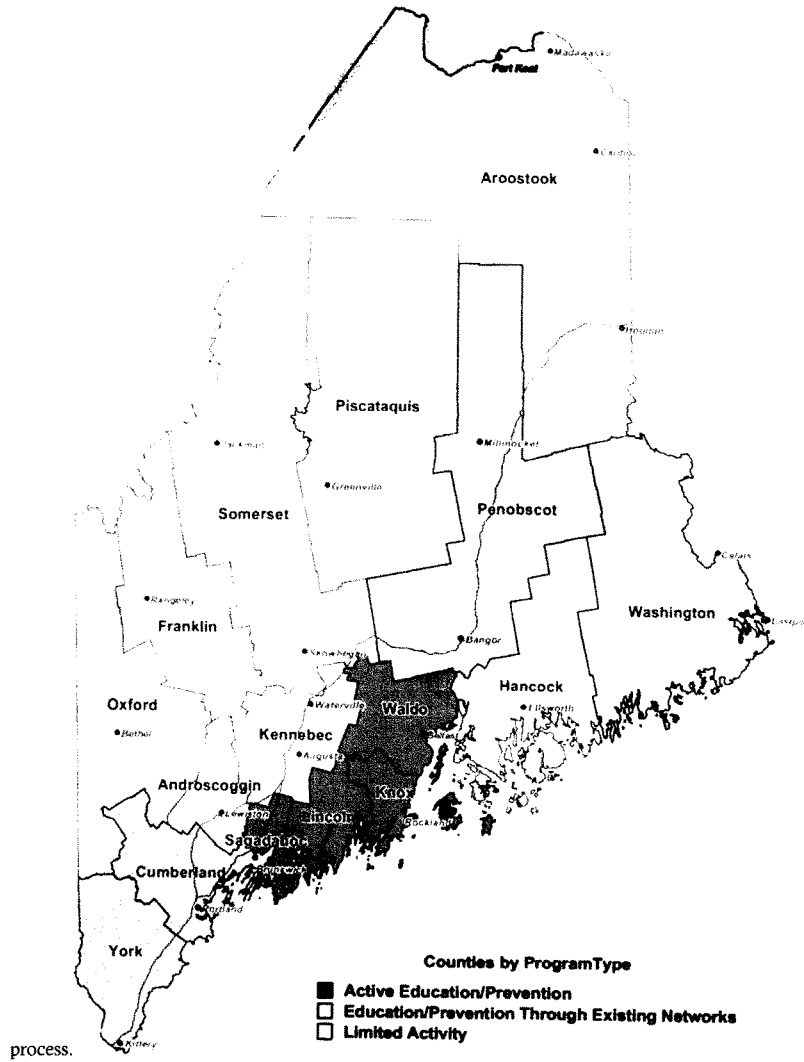 Madawaska
Fort Kent
Caribou
Aroostook
Houlton
Piscataquis
Jackman
Millinocket
Greenville
Penobscot
Somerset
Calais
Rangeley
Washington
Franklin
Bangor
Skowhegan
Hancock
Oxford
Waterville
Waldo
Ellsworth
Bethel
Kennebec
Belfast
Augusta
Androscoggin
Knox
Lewiston
Lincoln
Rockland
Sagadahoc
Cumberland
Brunswick
Portland
York
Counties by ProgramType
Active Education/Prevention
Education/Prevention Through Existing Networks
Limited Activity
Kittery
process.